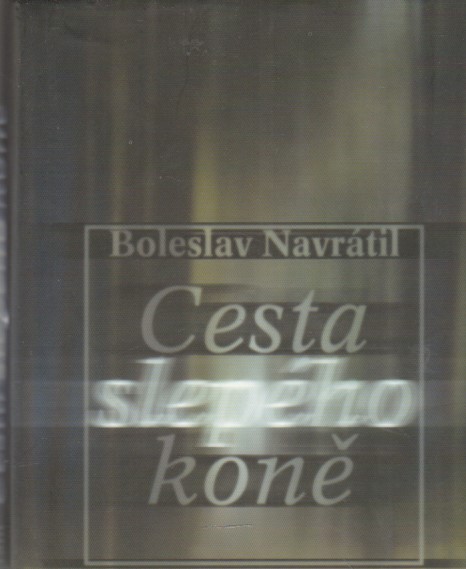 Boleslav Navrátil
Cesta
slepého
koně